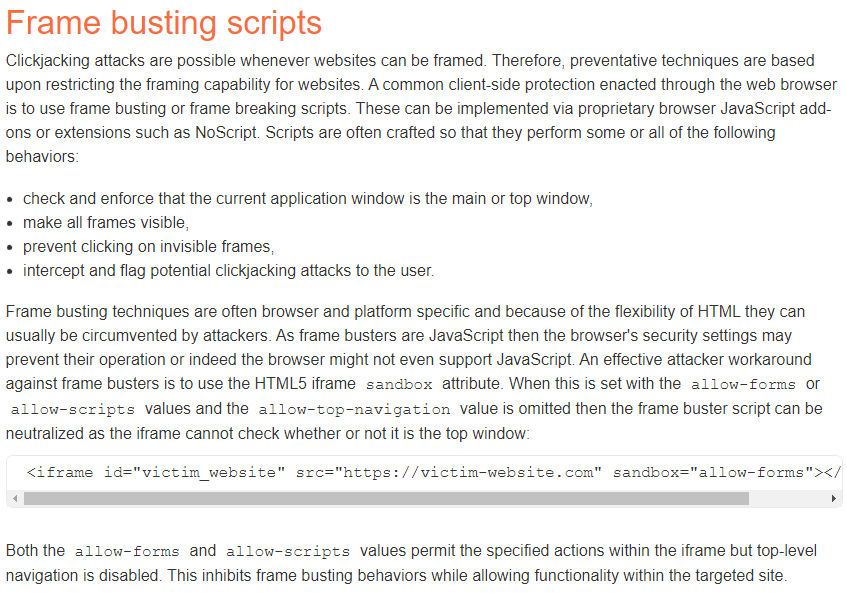 Frame busting scripts
Clickjacking attacks are possible whenever websites can be framed. Therefore, preventative techniques are based
upon restricting the framing capability for websites. A common client-side protection enacted through the web browser
is to use frame busting or frame breaking scripts. These can be implemented via proprietary browser JavaScript add-
ons or extensions such as NoScript. Scripts are often crafted so that they perform some or all of the following
behaviors:
• check and enforce that the current application window is the main or top window,
• make all frames visible,
• prevent clicking on invisible frames,
• intercept and flag potential clickjacking attacks to the user.
Frame busting techniques are often browser and platform specific and because of the flexibility of HTML they can
usually be circumvented by attackers. As frame busters are JavaScript then the browser's security settings may
prevent their operation or indeed the browser might not even support JavaScript. An effective attacker workaround
against frame busters is to use the HTML5 iframe sandbox attribute. When this is set with the allow-forms or
allow-scripts values and the allow-top-navigation value is omitted then the frame buster script can be
neutralized as the iframe cannot check whether or not it is the top window:
<iframe id="victim_website" src="https://victim-website.com" sandbox="allow-forms"></
Both the allow-forms and allow-scripts values permit the specified actions within the iframe but top-level
navigation is disabled. This inhibits frame busting behaviors while allowing functionality within the targeted site.